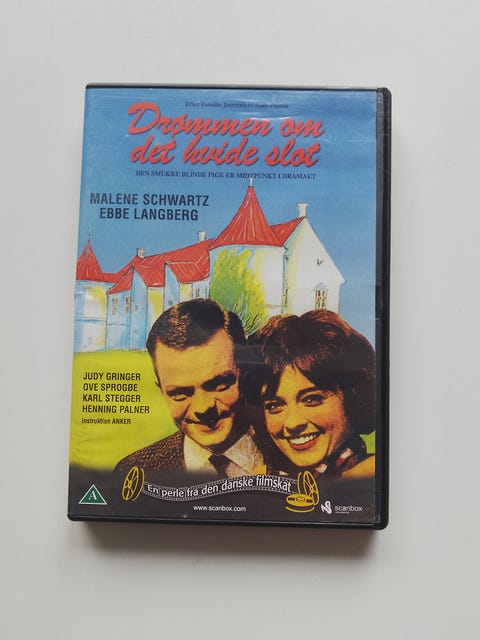 Efter Familie Journalens store roman
Drømmen om
det hvide slot
DEN SMUKKE BLINDE PIGE ER MIDTPUNKT I DRAMAET
MALENE SCHWARTZ
EBBE LANGBERG
JUDY GRINGER
OVE SPROGØE
KARL STEGGER
HENNING PALNER
Instruktion ANKER
A
En perle fra den danske filmskat
www.scanbox.com
scanbox